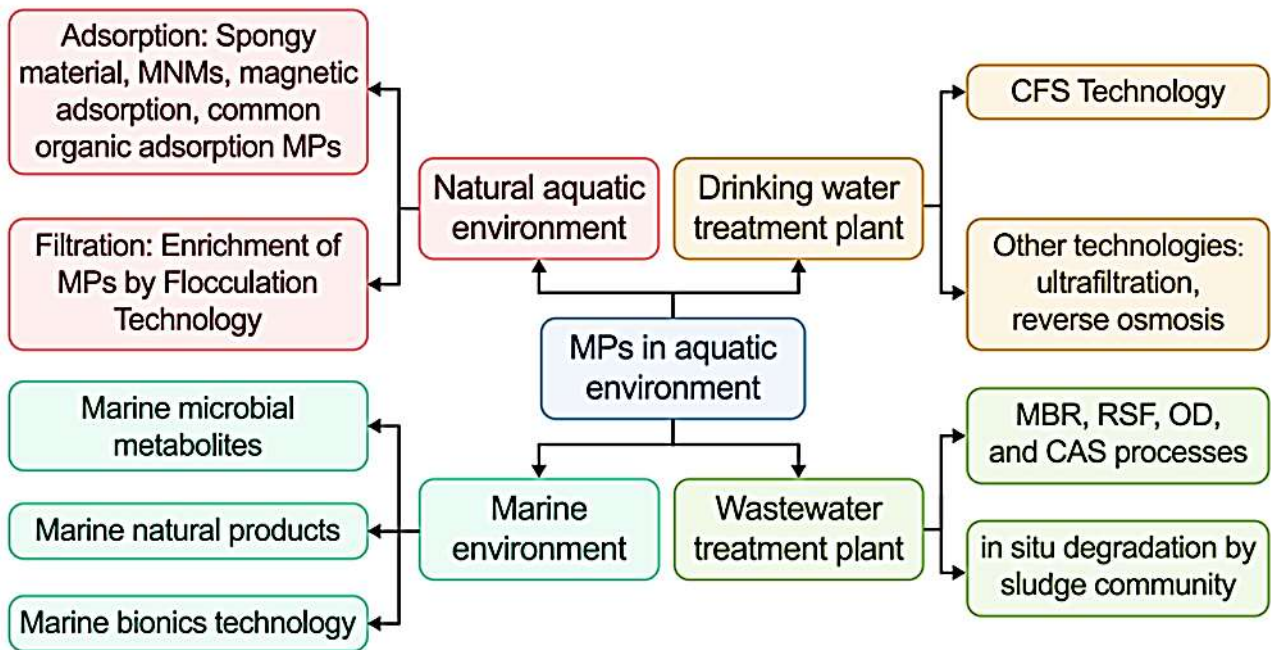 Adsorption: Spongy
material, MNMs, magnetic
adsorption, common
organic adsorption MPs
Filtration: Enrichment of
MPs by Flocculation
Technology
Natural aquatic
environment
Drinking water
treatment plant
CFS Technology
Other technologies:
ultrafiltration,
reverse osmosis
MPs in aquatic
environment
Marine microbial
metabolites
Marine natural products
Marine bionics technology
Marine
environment
Wastewater
treatment plant
MBR, RSF, OD,
and CAS processes
in situ degradation by
sludge community